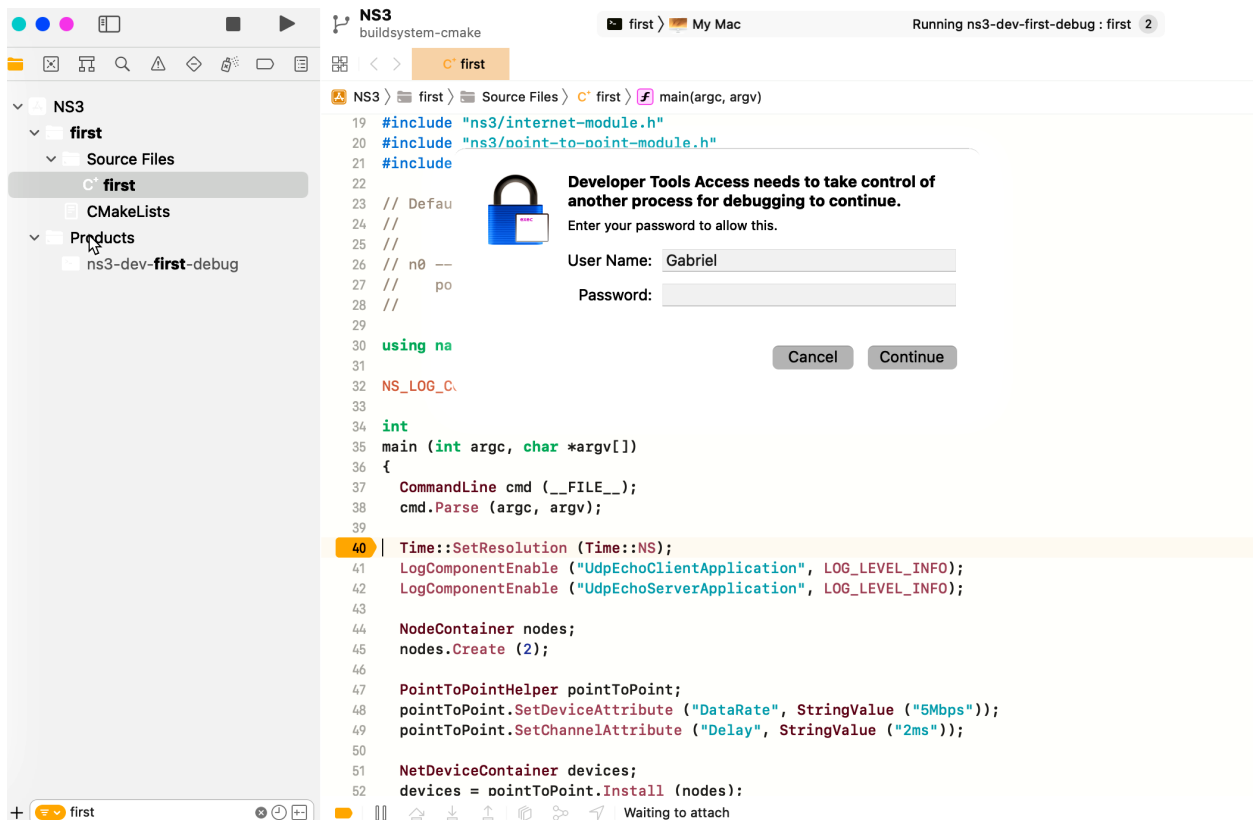 NS3
buildsystem-cmake
first 〉 My Mac
Running ns3-dev-first-debug : first 2
C+ first
NS3 〉 first 〉 Source Files 〉 C+ first 〉 f main(argc, argv)
NS3
first
Source Files
C+ first
CMakeLists
Products
ns3-dev-first-debug
19 #include "ns3/internet-module.h"
20 #include "ns3/point-to-point-module.h"
21 #include
22
23 // Defau
24 //
25 //
26 // n0 --
27 // po
28 //
29
30 using na
31
32 NS_LOG_C
33
34 int
35 main (int argc, char *argv[])
36 {
37 CommandLine cmd (__FILE__);
38 cmd.Parse (argc, argv);
39
40 Time::SetResolution (Time::NS);
41 LogComponentEnable ("UdpEchoClientApplication", LOG_LEVEL_INFO);
42 LogComponentEnable ("UdpEchoServerApplication", LOG_LEVEL_INFO);
43
44 NodeContainer nodes;
45 nodes.Create (2);
46
47 PointToPointHelper pointToPoint;
48 pointToPoint.SetDeviceAttribute ("DataRate", StringValue ("5Mbps"));
49 pointToPoint.SetChannelAttribute ("Delay", StringValue ("2ms"));
50
51 NetDeviceContainer devices;
52 devices = pointToPoint.Install (nodes);
Developer Tools Access needs to take control of
another process for debugging to continue.
Enter your password to allow this.
User Name: Gabriel
Password:
Cancel Continue
first
Waiting to attach